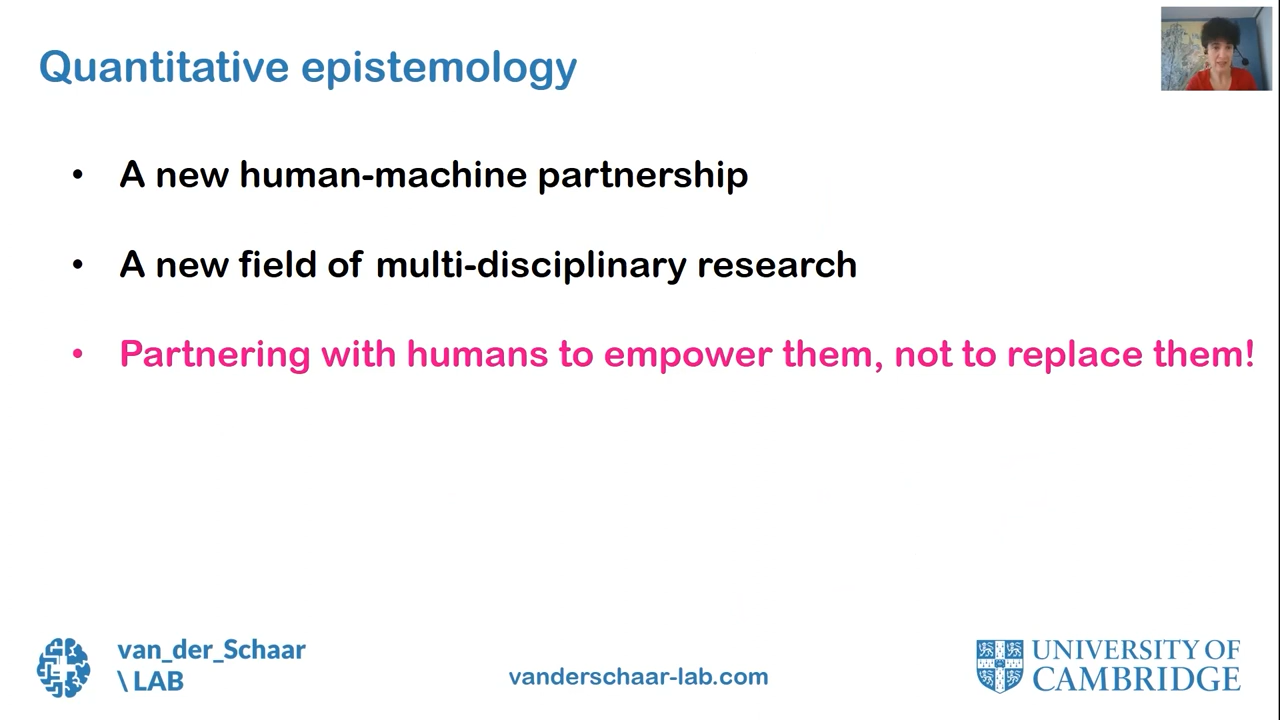 Quantitative epistemology
• A new human-machine partnership
• A new field of multi-disciplinary research
• Partnering with humans to empower them, not to replace them!
van_der_Schaar
\ LAB
vanderschaar-lab.com
UNIVERSITY OF
CAMBRIDGE